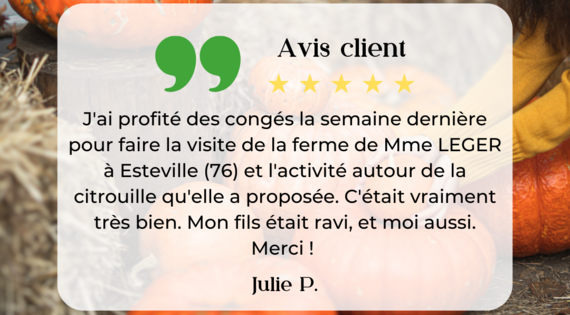 Avis client
J'ai profité des congés la semaine dernière
pour faire la visite de la ferme de Mme LEGER
à Esteville (76) et l'activité autour de la
citrouille qu'elle a proposée. C'était vraiment
très bien. Mon fils était ravi, et moi aussi.
Merci !
Julie P.